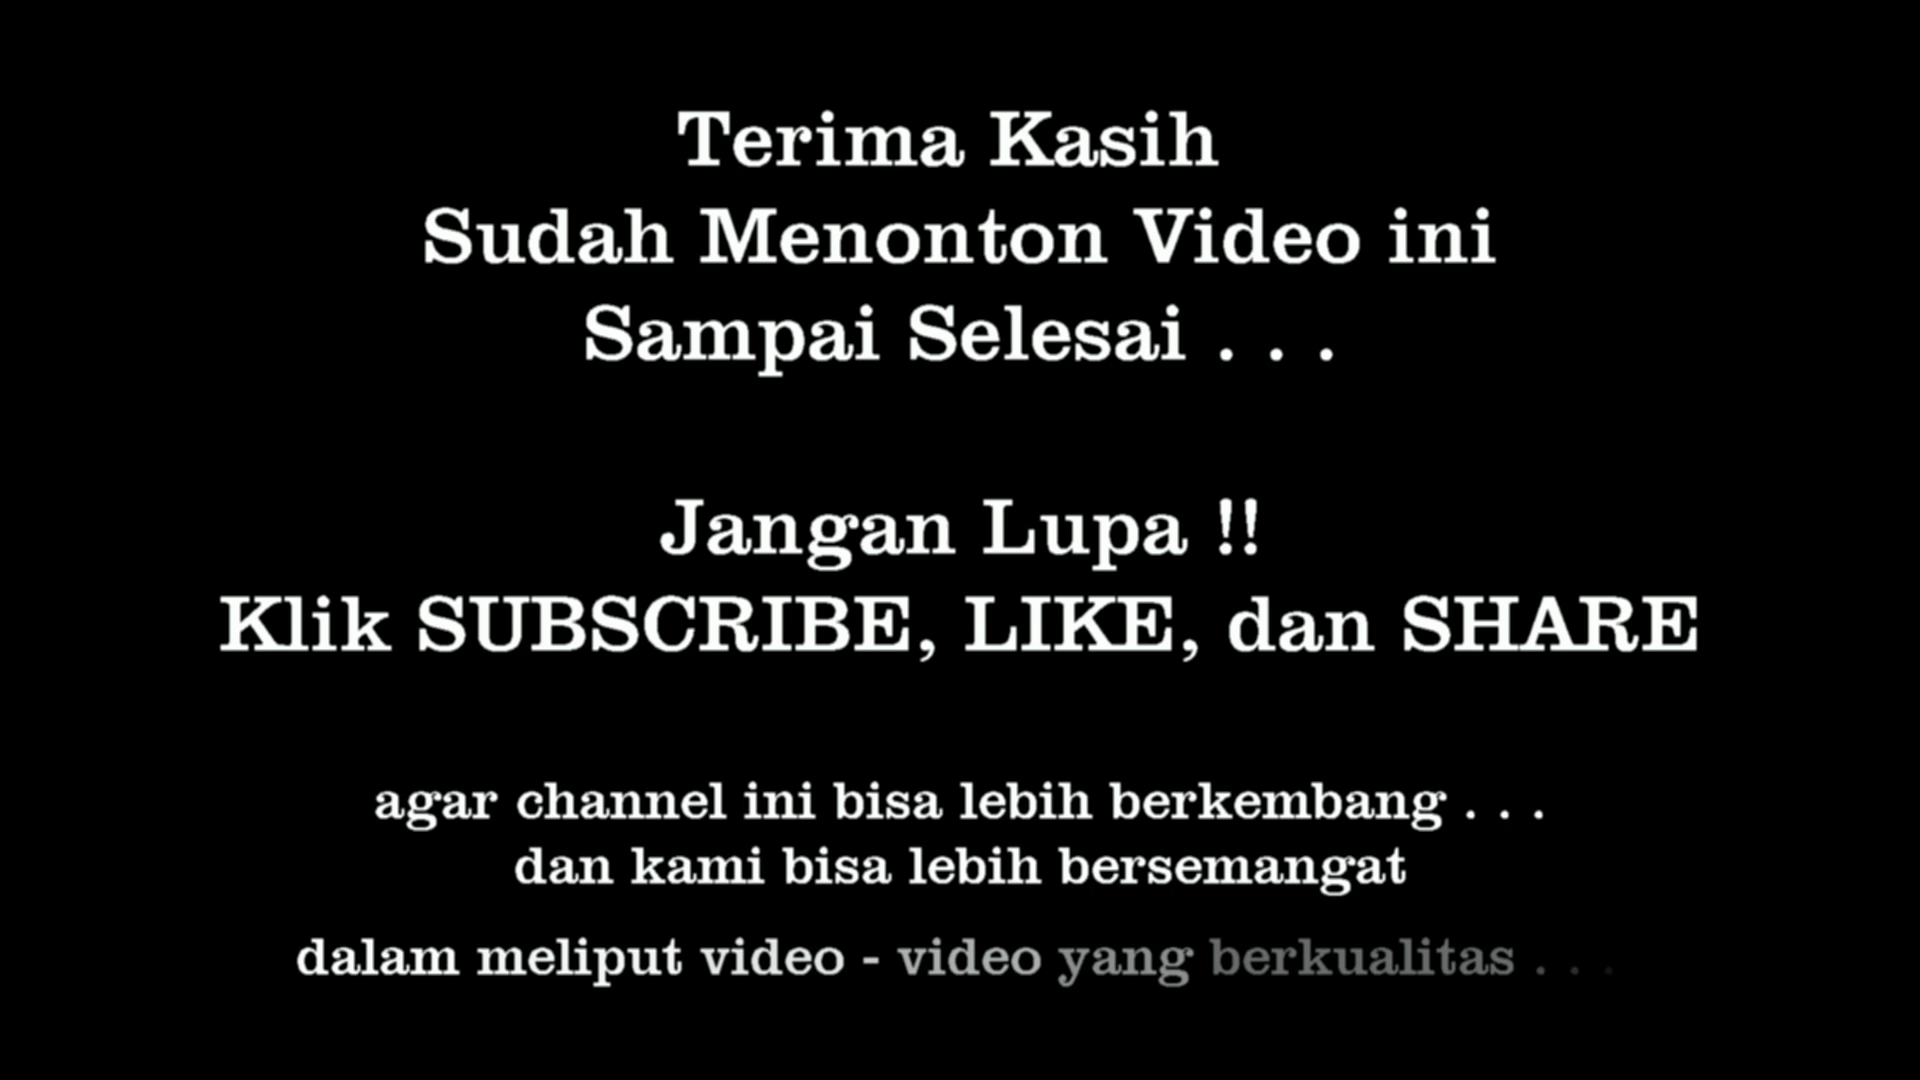 Terima Kasih
Sudah Menonton Video ini
Sampai Selesai . . .
Jangan Lupa !!
Klik SUBSCRIBE, LIKE, dan SHARE
agar channel ini bisa lebih berkembang . . .
dan kami bisa lebih bersemangat
dalam meliput video - video yang berkualitas . . .